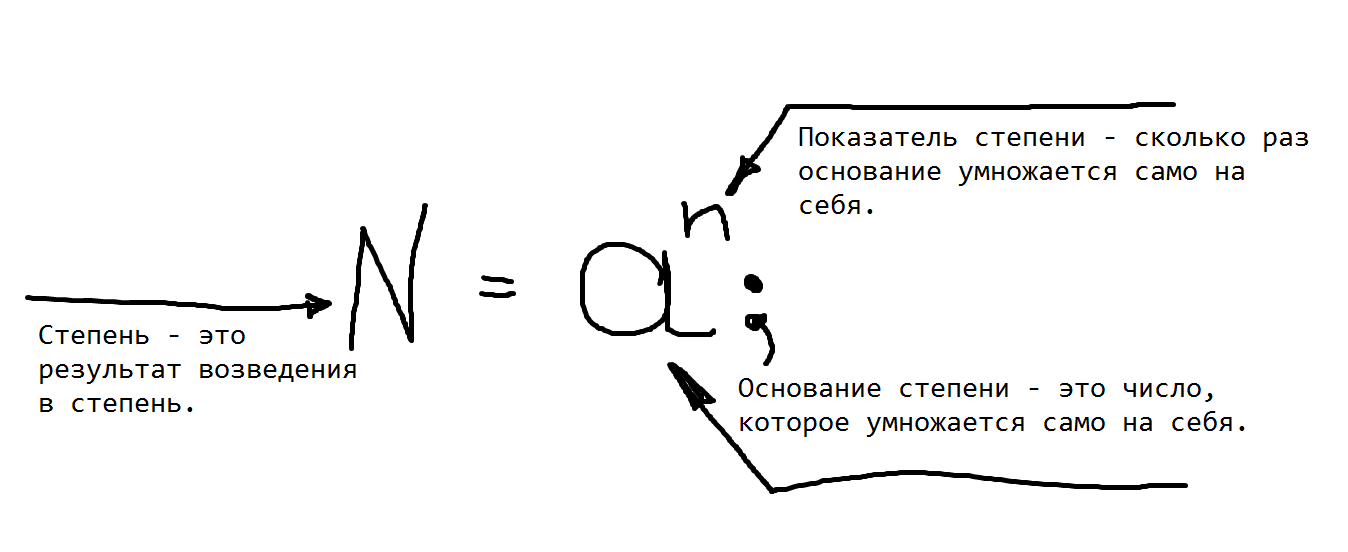 Показатель степени - сколько раз
основание умножается само на
себя.
N = aⁿ;
Степень - это
результат возведения
в степень.
Основание степени - это число,
которое умножается само на себя.